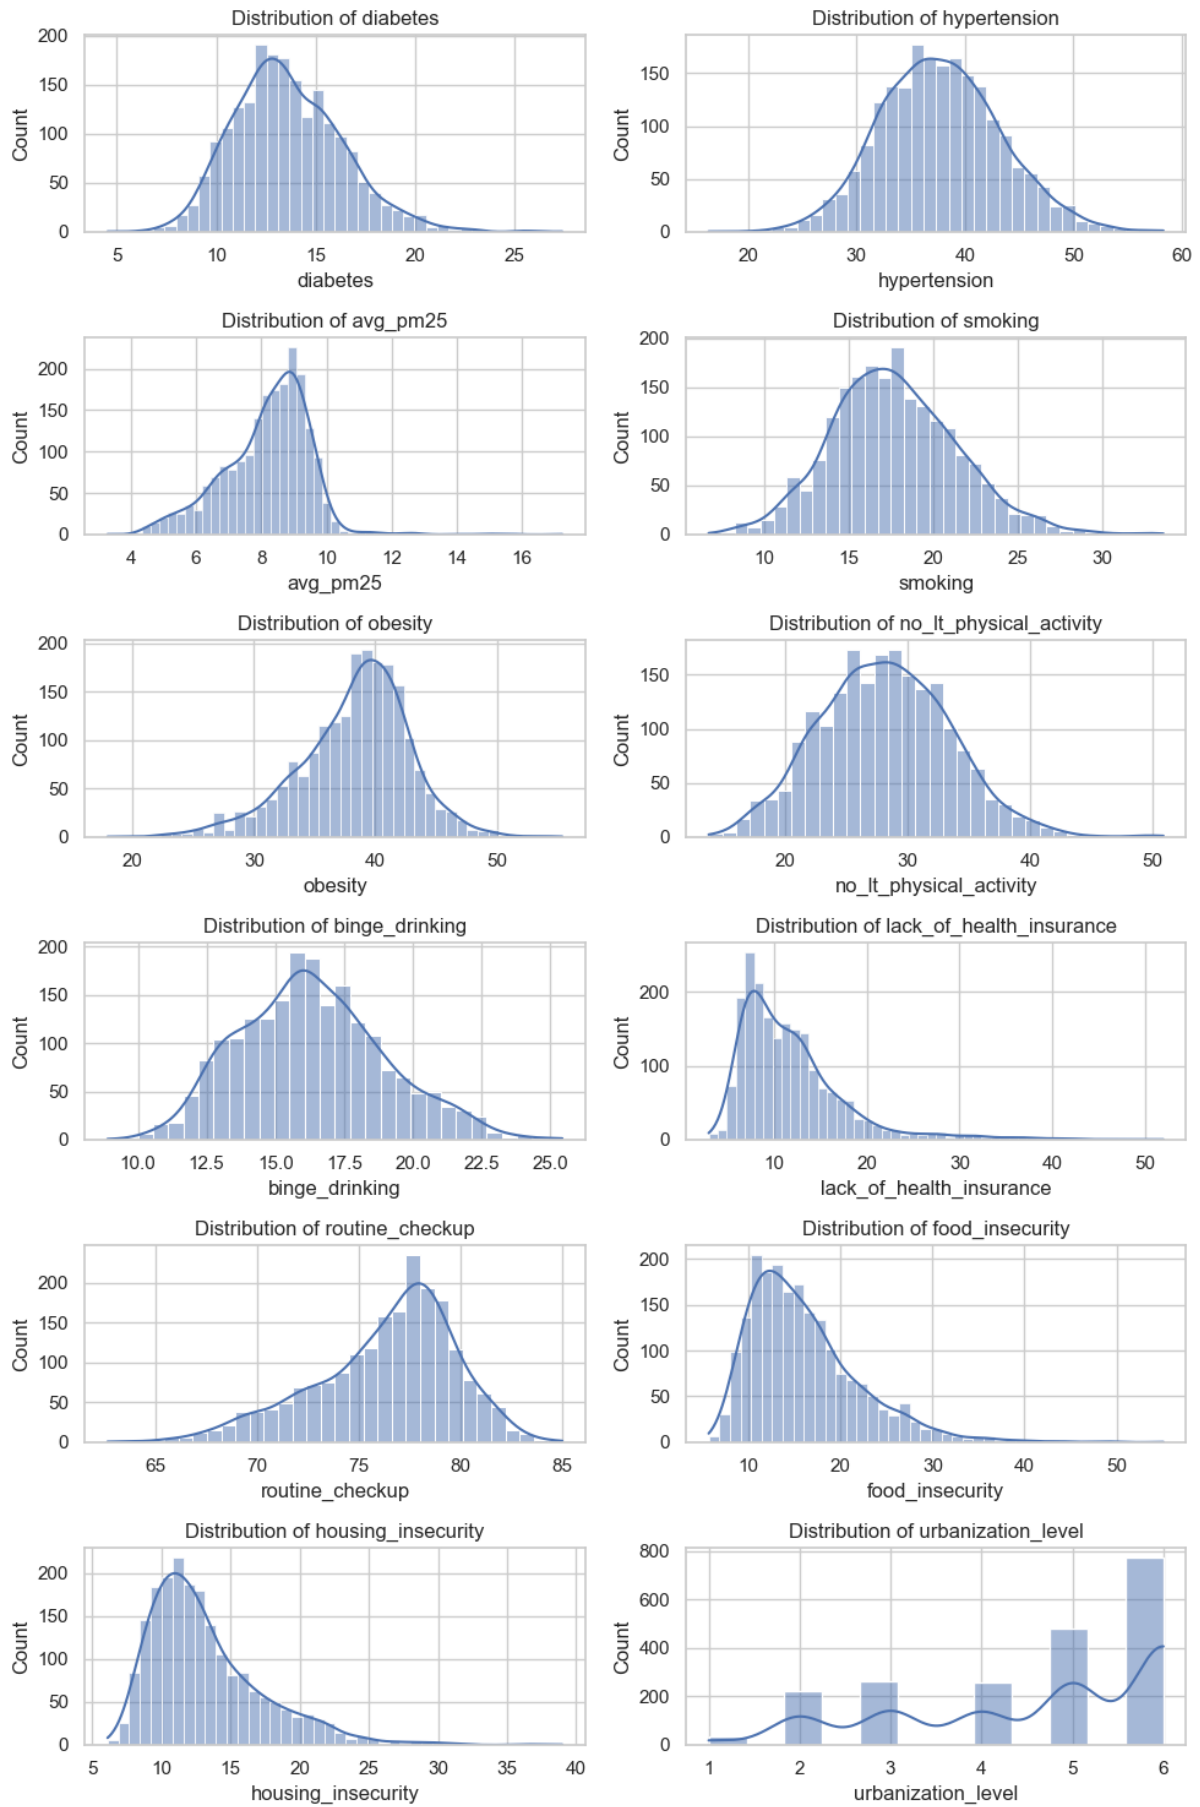 Distribution of diabetes
Count
200
150
100
50
0
5 10 15 20 25
diabetes
Distribution of hypertension
Count
150
100
50
0
20 30 40 50 60
hypertension
Distribution of avg_pm25
Count
200
150
100
50
0
4 6 8 10 12 14 16
avg_pm25
Distribution of smoking
Count
200
150
100
50
0
10 15 20 25 30
smoking
Distribution of obesity
Count
200
150
100
50
0
20 30 40 50
obesity
Distribution of no_lt_physical_activity
Count
150
100
50
0
20 30 40 50
no_lt_physical_activity
Distribution of binge_drinking
Count
200
150
100
50
0
10.0 12.5 15.0 17.5 20.0 22.5 25.0
binge_drinking
Distribution of lack_of_health_insurance
Count
200
100
0
10 20 30 40 50
lack_of_health_insurance
Distribution of routine_checkup
Count
200
150
100
50
0
65 70 75 80 85
routine_checkup
Distribution of food_insecurity
Count
200
150
100
50
0
10 20 30 40 50
food_insecurity
Distribution of housing_insecurity
Count
200
150
100
50
0
5 10 15 20 25 30 35 40
housing_insecurity
Distribution of urbanization_level
Count
800
600
400
200
0
1 2 3 4 5 6
urbanization_level